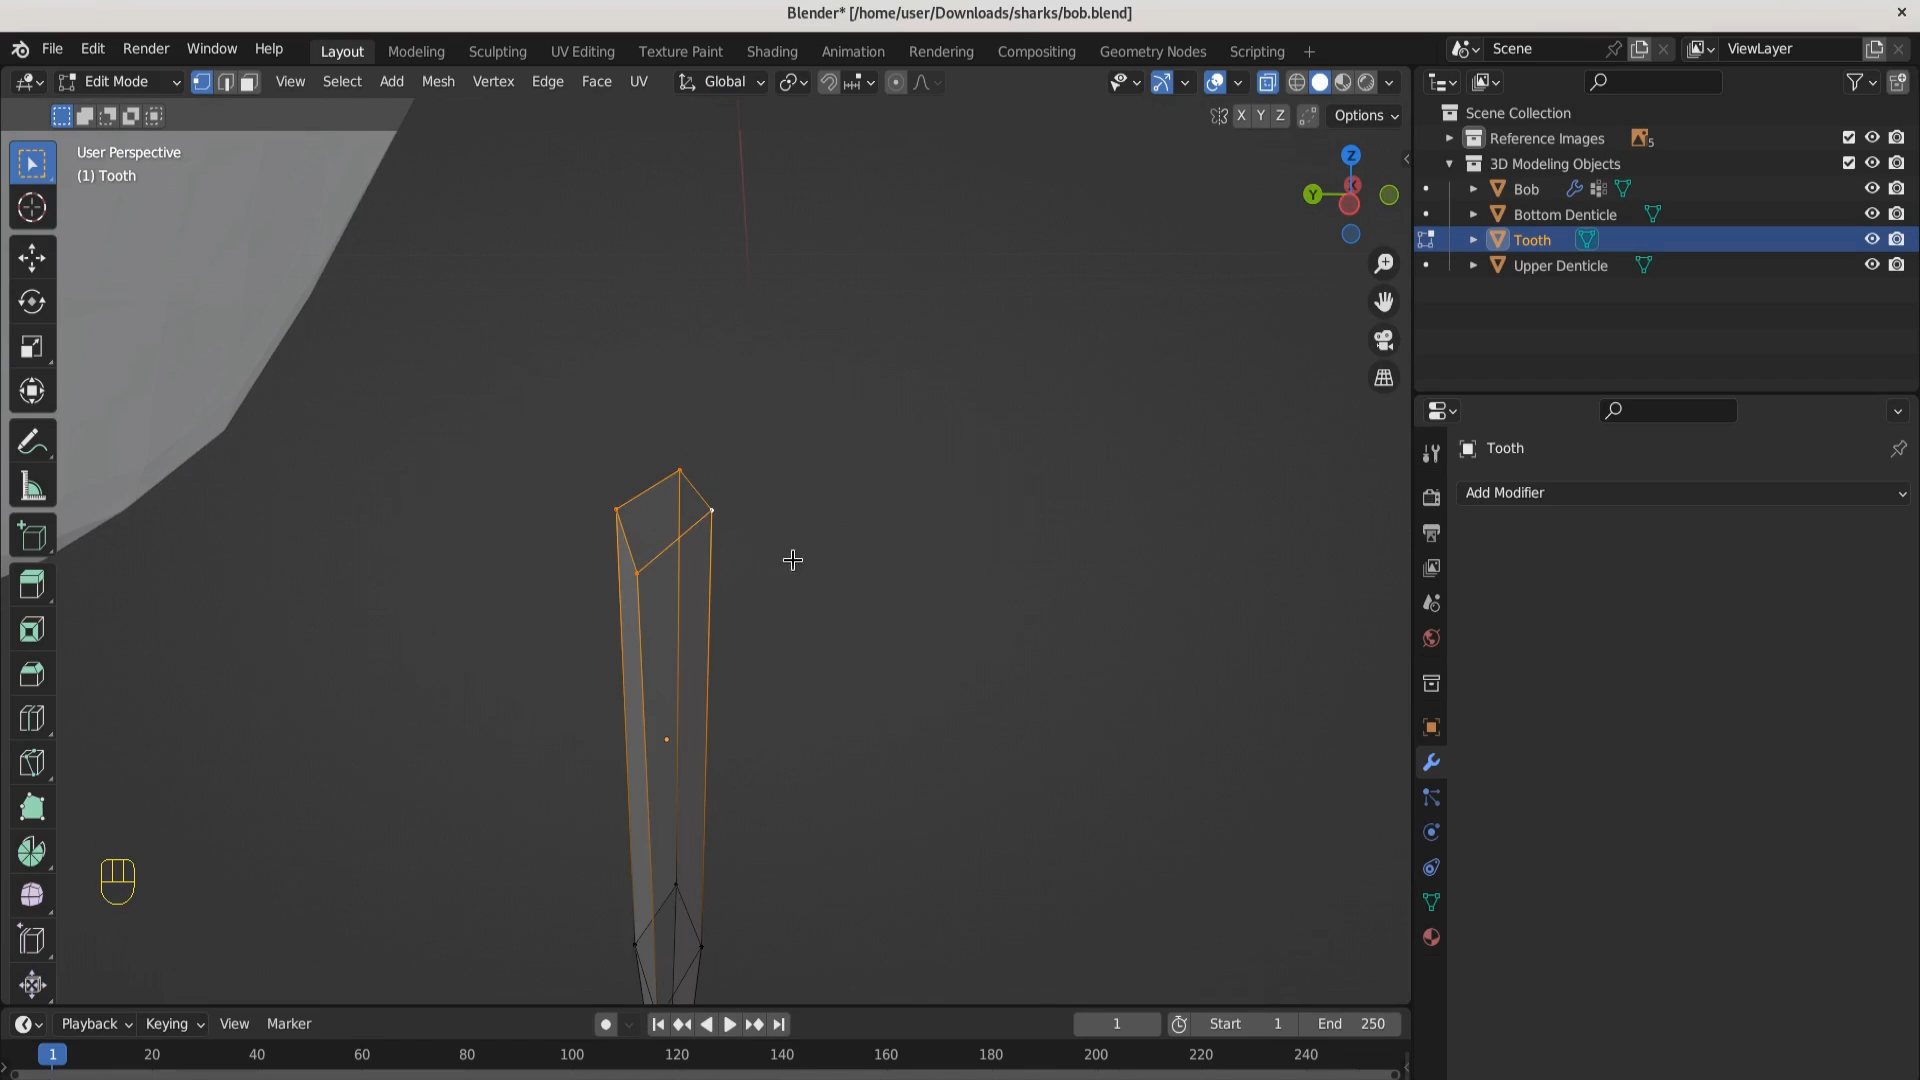 Blender* [/home/user/Downloads/sharks/bob.blend]
File Edit Render Window Help
Layout Modeling Sculpting UV Editing Texture Paint Shading Animation Rendering Compositing Geometry Nodes Scripting +
Scene
ViewLayer
Edit Mode
View Select Add Mesh Vertex Edge Face UV
Global
X Y Z
Options
User Perspective
(1) Tooth
Z
Y
X
Scene Collection
Reference Images 5
3D Modeling Objects
Bob
Bottom Denticle
Tooth
Upper Denticle
Tooth
Add Modifier
Playback Keying View Marker
1
Start 1
End 250
1 20 40 60 80 100 120 140 160 180 200 220 240